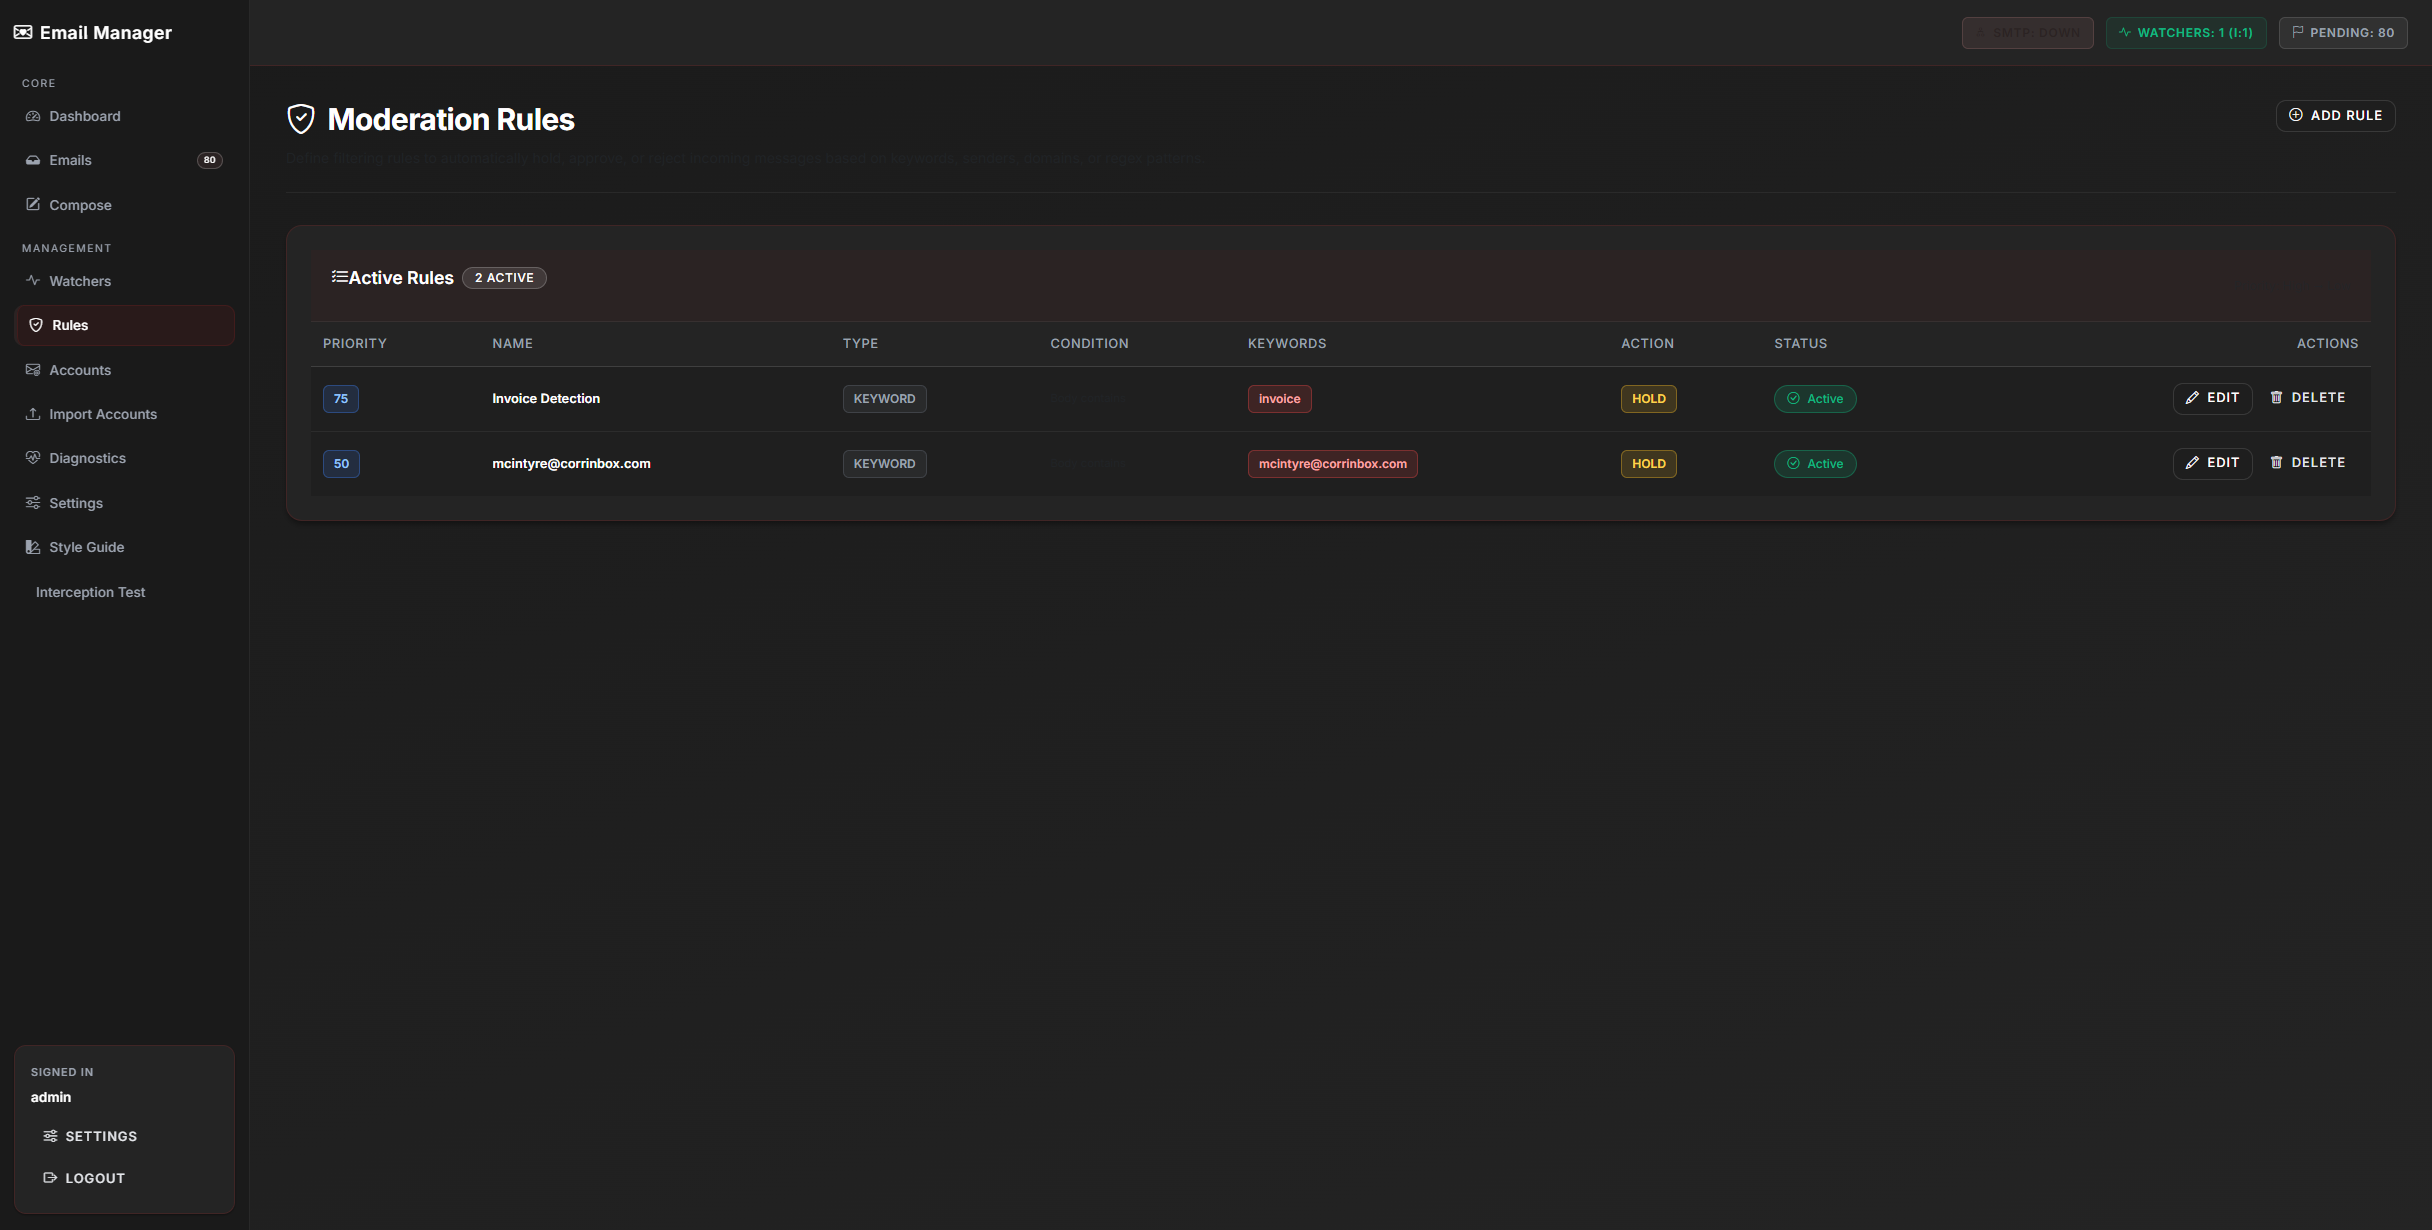 Email Manager
SMTP: DOWN
WATCHERS: 1 (I:1)
PENDING: 80
CORE
Dashboard
Emails 80
Compose
MANAGEMENT
Watchers
Rules
Accounts
Import Accounts
Diagnostics
Settings
Style Guide
Interception Test
SIGNED IN
admin
SETTINGS
LOGOUT
Moderation Rules
ADD RULE
Define filtering rules to automatically hold, approve, or reject incoming messages based on keywords, senders, domains, or regex patterns.
Active Rules 2 ACTIVE
PRIORITY NAME TYPE CONDITION KEYWORDS ACTION STATUS ACTIONS
75 Invoice Detection KEYWORD invoice HOLD Active EDIT DELETE
50 mcintyre@corrinbox.com KEYWORD mcintyre@corrinbox.com HOLD Active EDIT DELETE